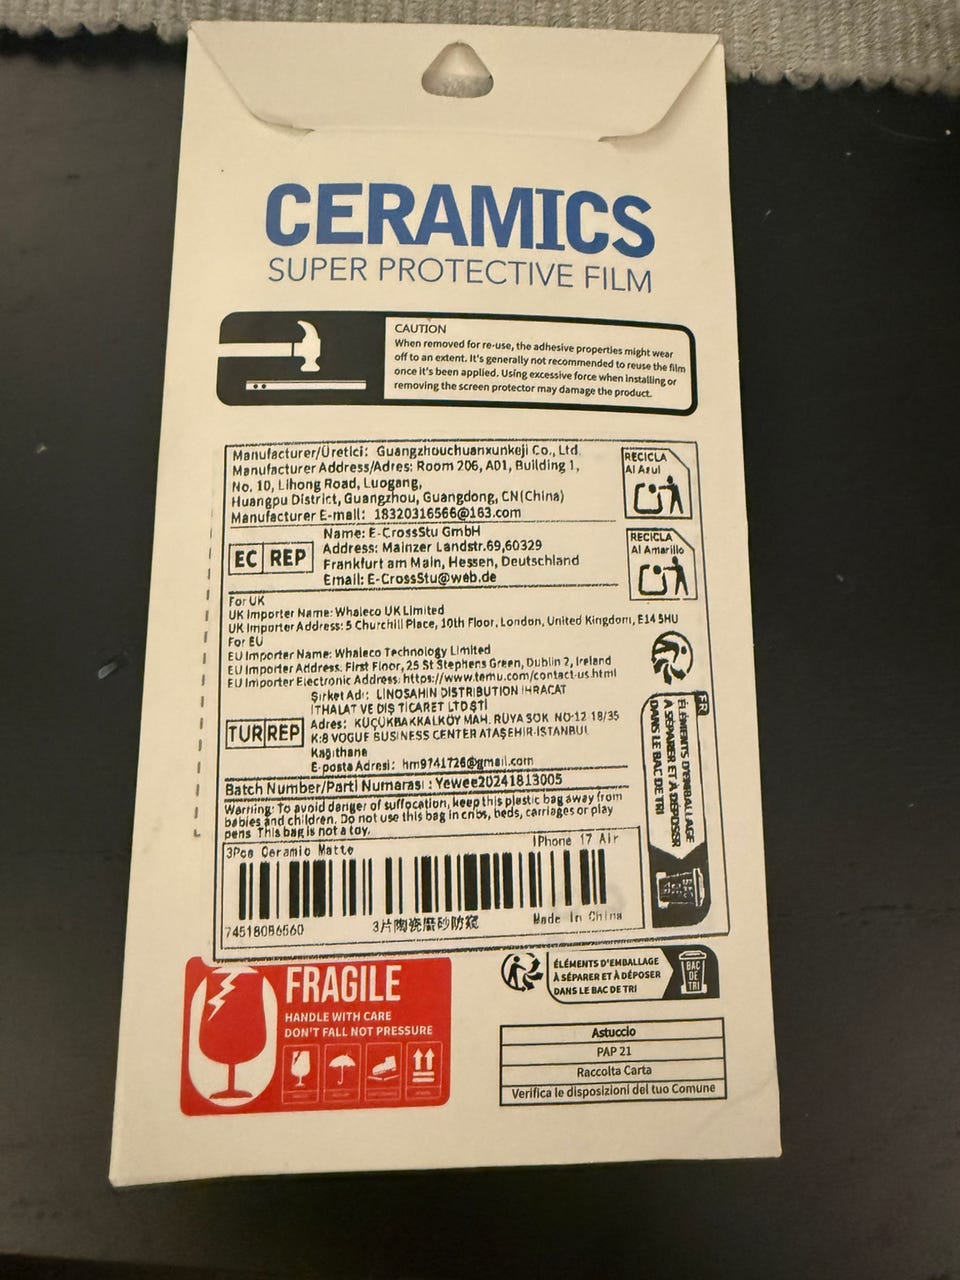 CERAMICS
SUPER PROTECTIVE FILM
CAUTION
When removed for re-use, the adhesive properties might wear
off to an extent. It's generally not recommended to reuse the film
once it's been applied. Using excessive force when installing or
removing the screen protector may damage the product.
Manufacturer/Üretici: Guangzhouchuanxunkeji Co., Ltd.
Manufacturer Address/Adres: Room 206, A01, Building 1,
No. 10, Lihong Road, Luogang,
Huangpu District, Guangzhou, Guangdong, CN(China)
Manufacturer E-mail: 18320316566@163.com
RECICLA
Al Azul
EC REP
Name: E-CrossStu GmbH
Address: Mainzer Landstr.69,60329
Frankfurt am Main, Hessen, Deutschland
Email: E-CrossStu@web.de
RECICLA
Al Amarillo
For UK
UK Importer Name: Whaleco UK Limited
UK Importer Address: 5 Churchill Place, 10th Floor, London, United Kingdom, E14 5HU
For EU
EU Importer Name: Whaleco Technology Limited
EU Importer Address: First Floor, 25 St Stephens Green, Dublin 2, Ireland
EU Importer Electronic Address: https://www.temu.com/contact-us.html
TUR REP
Şirket Adı: LINOSAHIN DISTRIBUTION IHRACAT
ITHALAT VE DIŞ TİCARET LTD ŞTİ
Adres: KÜÇÜKBAKKALKÖY MAH. RÜYA SOK NO:12 18/35
K:8 VOGUE BUSINESS CENTER ATAŞEHIR-ISTANBUL
Kagithane
E-posta Adresi: hm9741726@gmail.com
FR
ÉLÉMENTS D'EMBALLAGE
À SÉPARER ET À DÉPOSER
DANS LE BAC DE TRI
Batch Number/Parti Numarası : Yewee20241813005
Warning: To avoid danger of suffocation, keep this plastic bag away from
babies and children. Do not use this bag in cribs, beds, carriages or play
pens This bag is not a toy.
3Pcs Ceramic Matte
iPhone 17 Air
745180B6560
3片陶瓷磨砂防窥
Made In China
FRAGILE
HANDLE WITH CARE
DON'T FALL NOT PRESSURE
ÉLÉMENTS D'EMBALLAGE
À SÉPARER ET À DÉPOSER
DANS LE BAC DE TRI
BAC
DE
TRI
Astuccio
PAP 21
Raccolta Carta
Verifica le disposizioni del tuo Comune